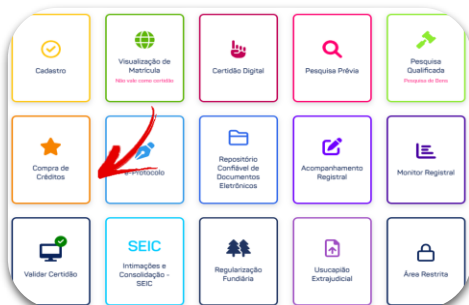 Cadastro
Visualização de
Matrícula
Não vale como certidão
Certidão Digital
Pesquisa Prévia
Pesquisa
Qualificada
Pesquisa de Bens
Compra de
Créditos
e-Protocolo
Repositório
Confiável de
Documentos
Eletrônicos
Acompanhamento
Registral
Monitor Registral
Validar Certidão
SEIC
Intimações e
Consolidação -
SEIC
Regularização
Fundiária
Usucapião
Extrajudicial
Área Restrita